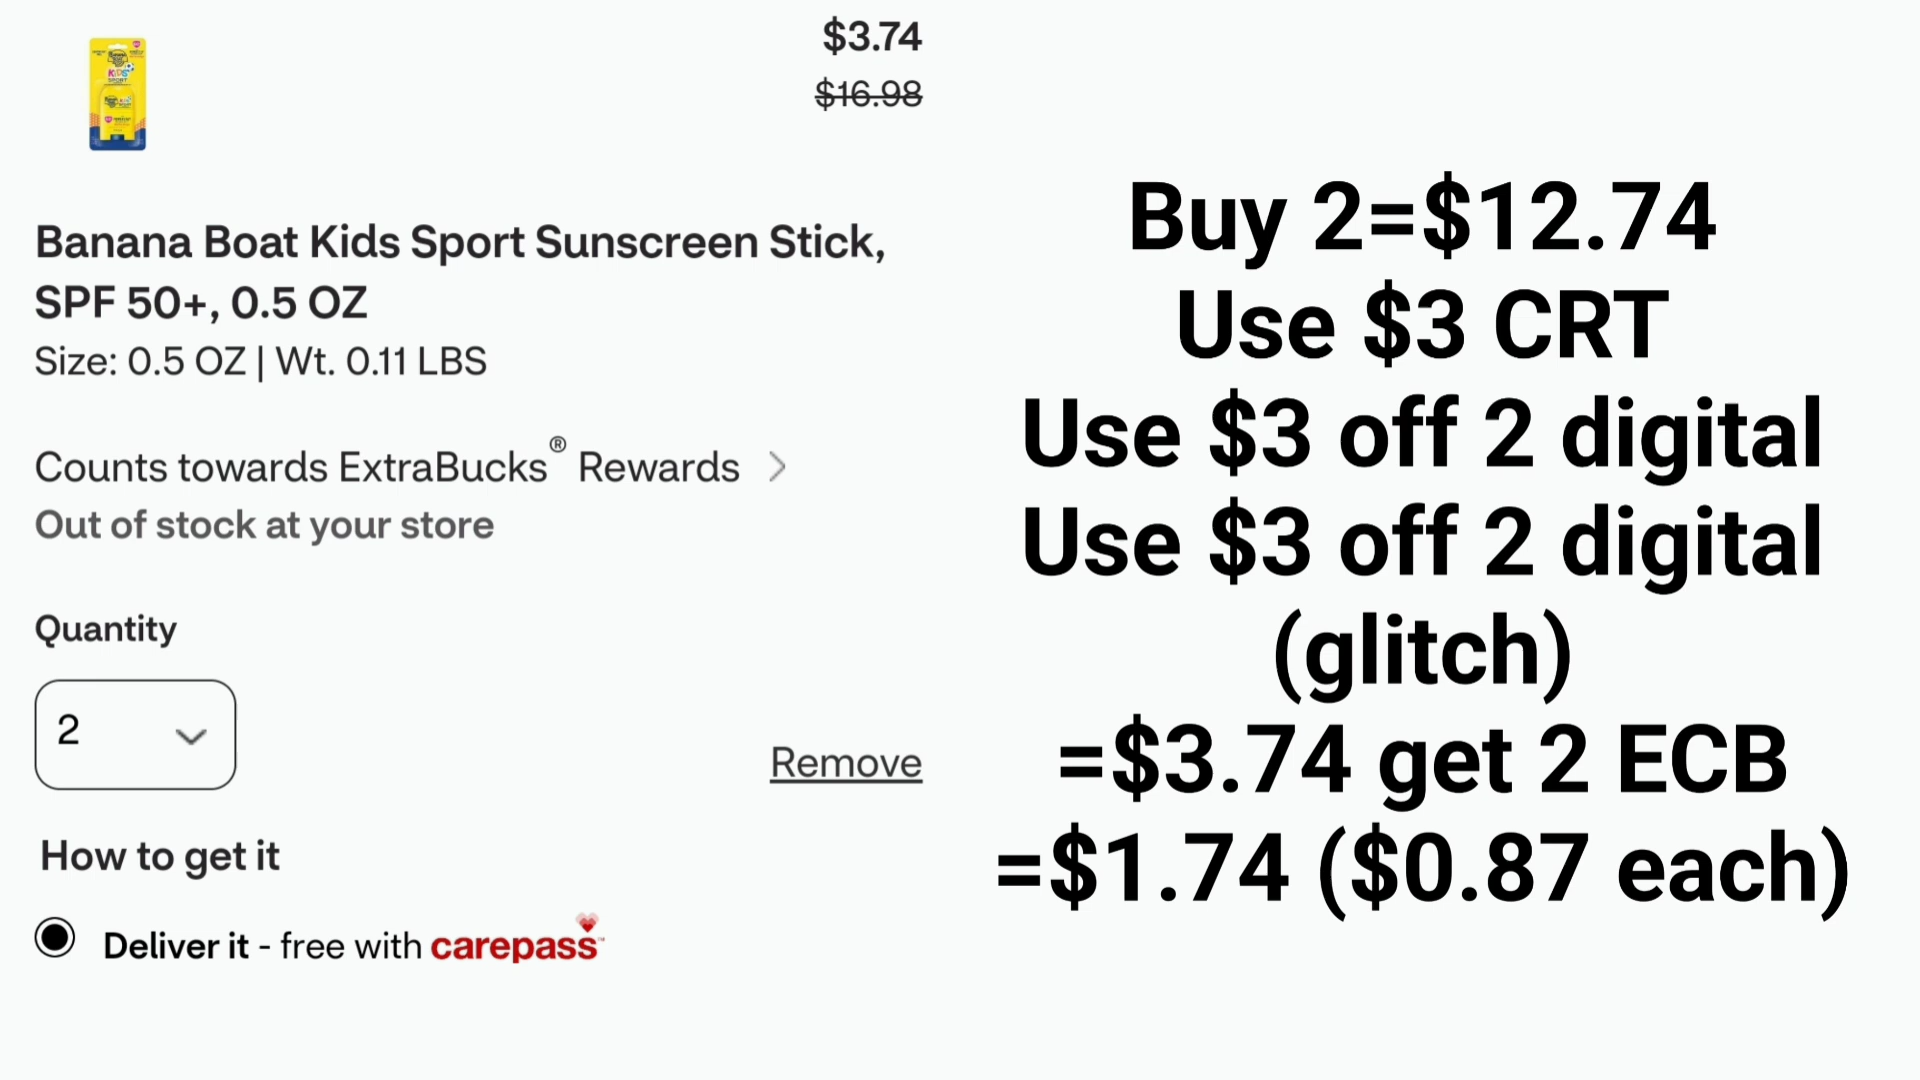 $3.74
$16.98
Banana Boat Kids Sport Sunscreen Stick,
SPF 50+, 0.5 OZ
Size: 0.5 OZ | Wt. 0.11 LBS
Counts towards ExtraBucks® Rewards
Out of stock at your store
Quantity
2
Remove
How to get it
Deliver it - free with carepass™
Buy 2=$12.74
Use $3 CRT
Use $3 off 2 digital
Use $3 off 2 digital
(glitch)
=$3.74 get 2 ECB
=$1.74 ($0.87 each)